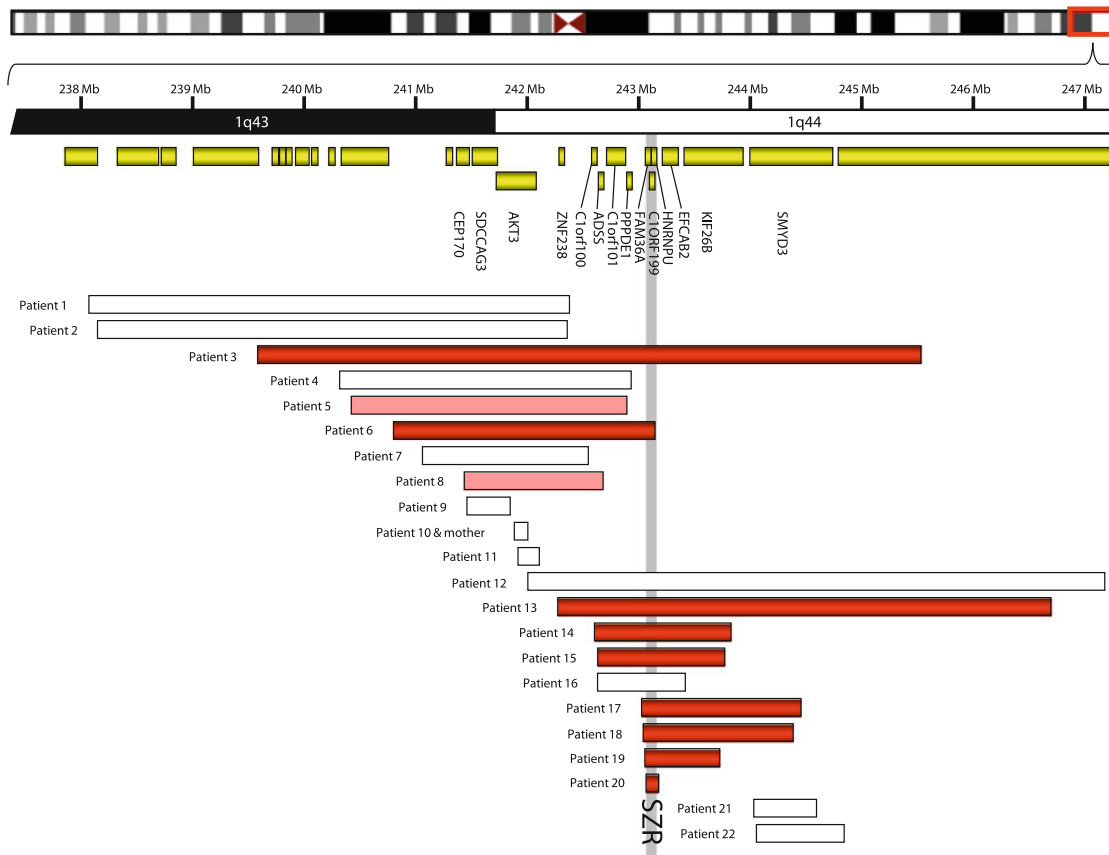 238 Mb 239 Mb 240 Mb 241 Mb 242 Mb 243 Mb 244 Mb 245 Mb 246 Mb 247 Mb
1q43 1q44
CEP170
SDCCAG3
AKT3
ZNF238
C1orf100
ADSS
C1orf101
PPPDE1
FAM36A
C1ORF199
HNRNPU
EFCAB2
KIF26B
SMYD3
Patient 1
Patient 2
Patient 3
Patient 4
Patient 5
Patient 6
Patient 7
Patient 8
Patient 9
Patient 10 & mother
Patient 11
Patient 12
Patient 13
Patient 14
Patient 15
Patient 16
Patient 17
Patient 18
Patient 19
Patient 20
SZR
Patient 21
Patient 22